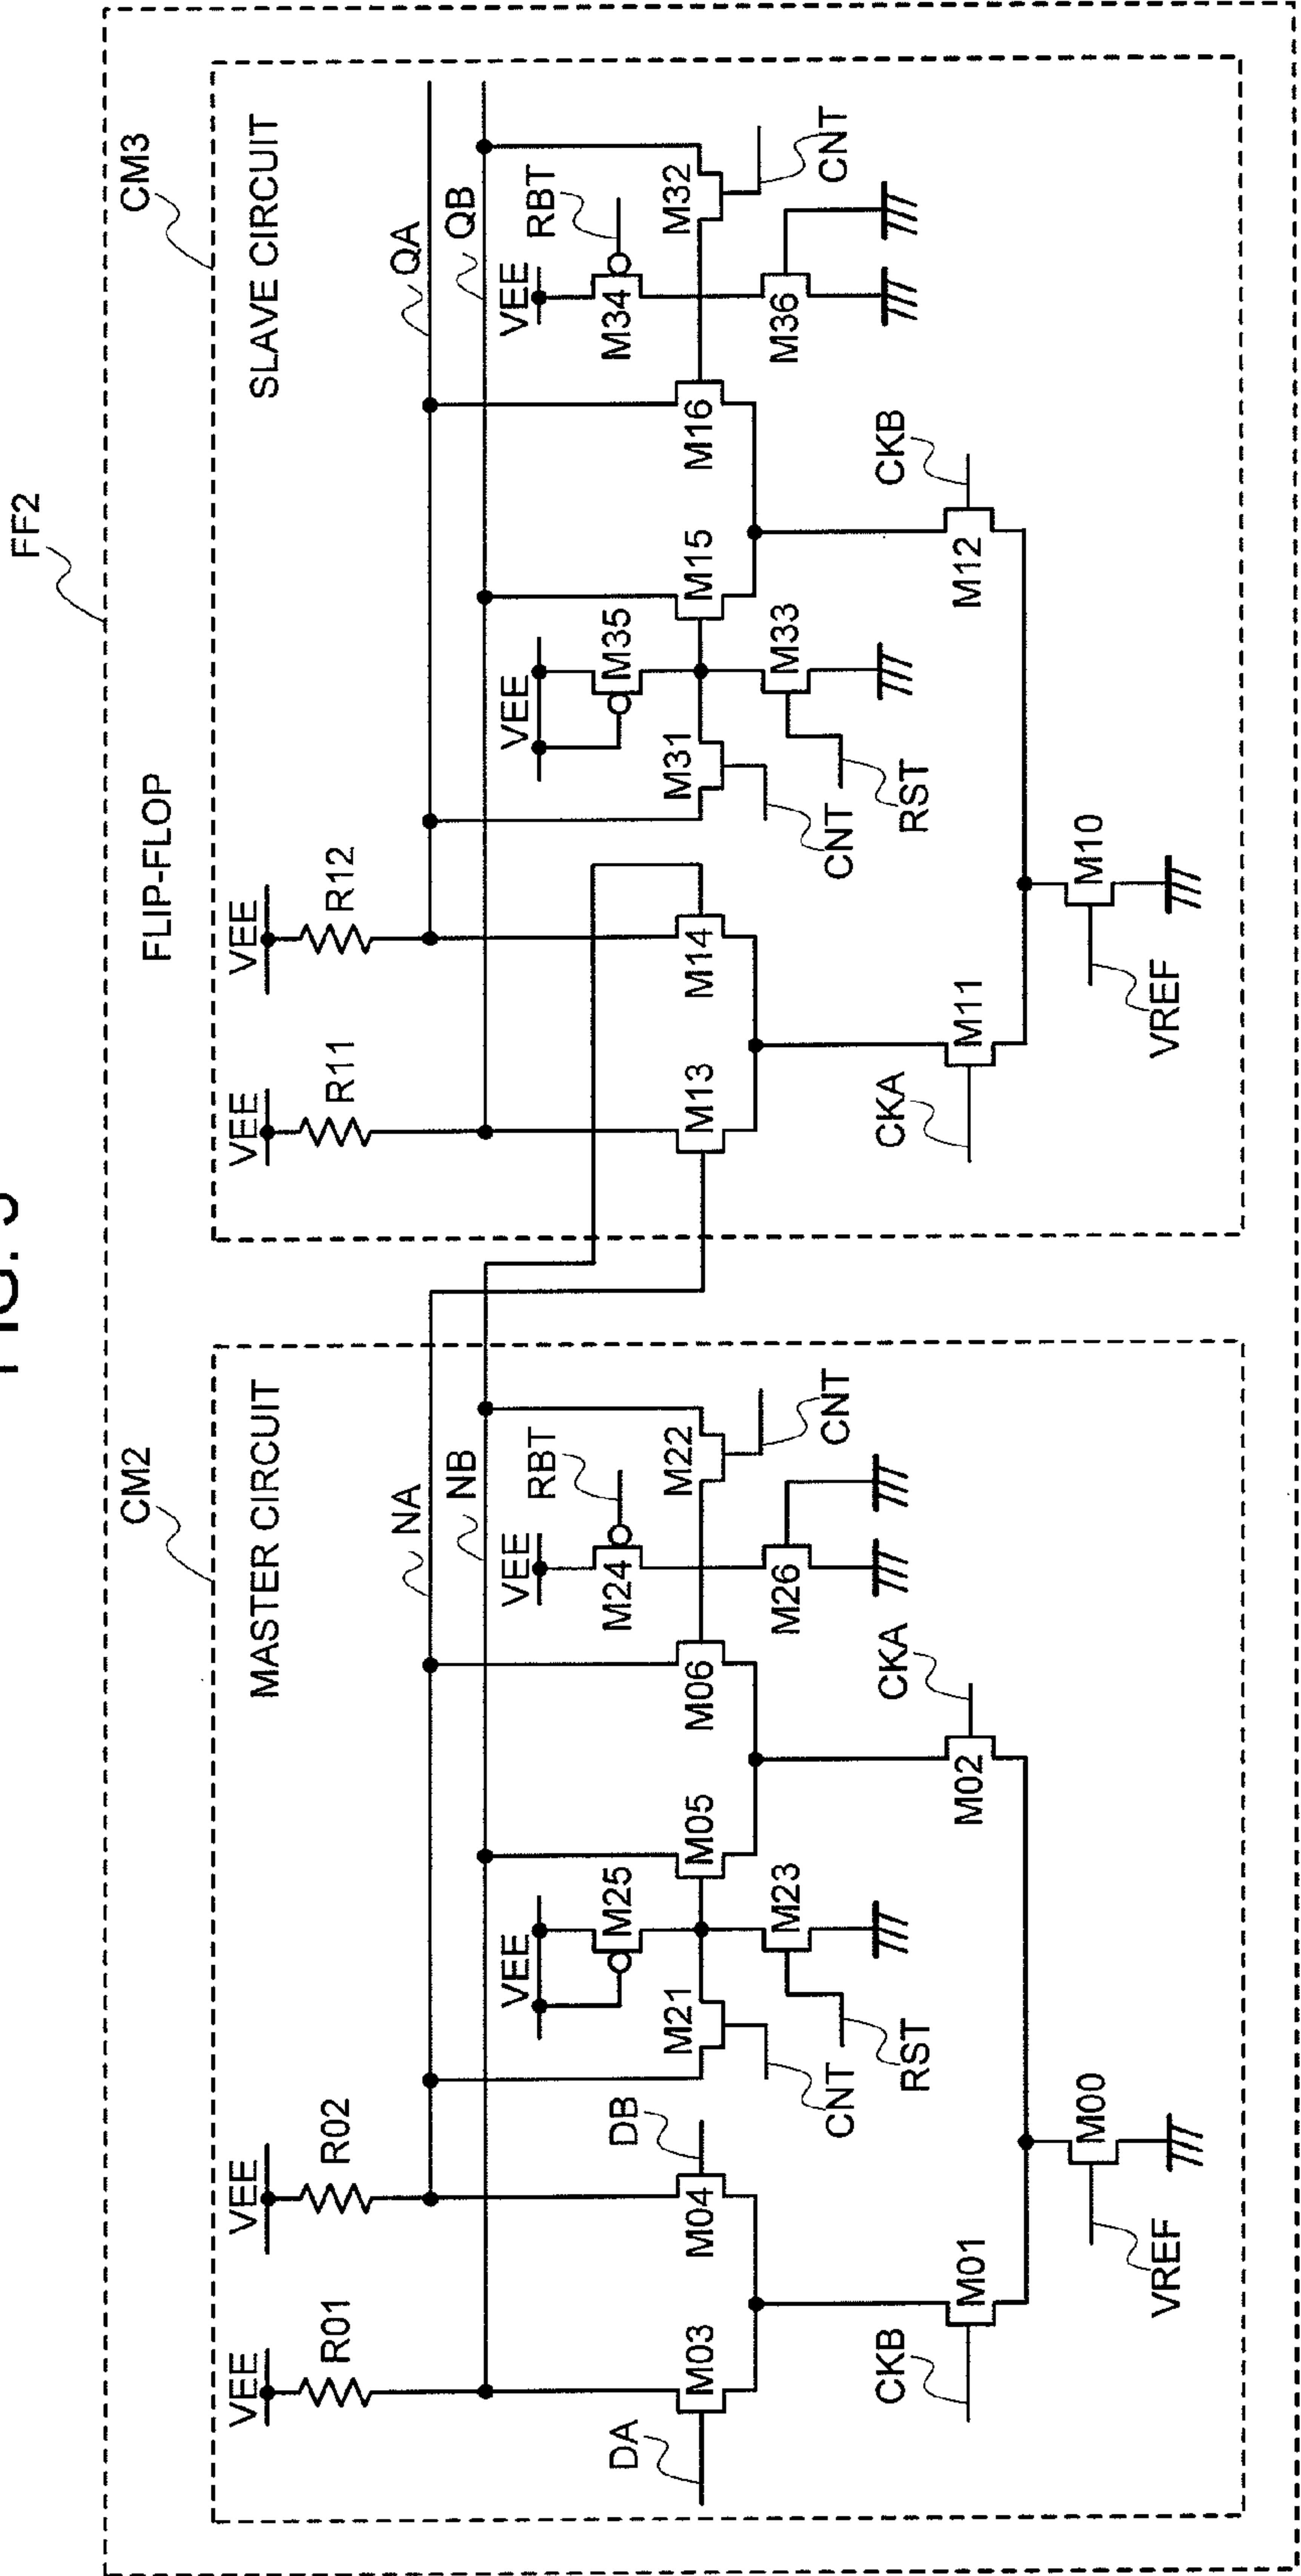 FLIP-FLOP
FF2
MASTER CIRCUIT
CM2
VEE
R01
VEE
R02
NA
NB
DA
M03
M04
DB
VEE
M25
M21
CNT
M23
RST
M05
M06
VEE
M24
RBT
M26
M22
CNT
CKB
M01
M02
CKA
VREF
M00
SLAVE CIRCUIT
CM3
VEE
R11
VEE
R12
QA
QB
M13
M14
VEE
M35
M31
CNT
M33
RST
M15
M16
VEE
M34
RBT
M36
M32
CNT
CKA
M11
M12
CKB
VREF
M10